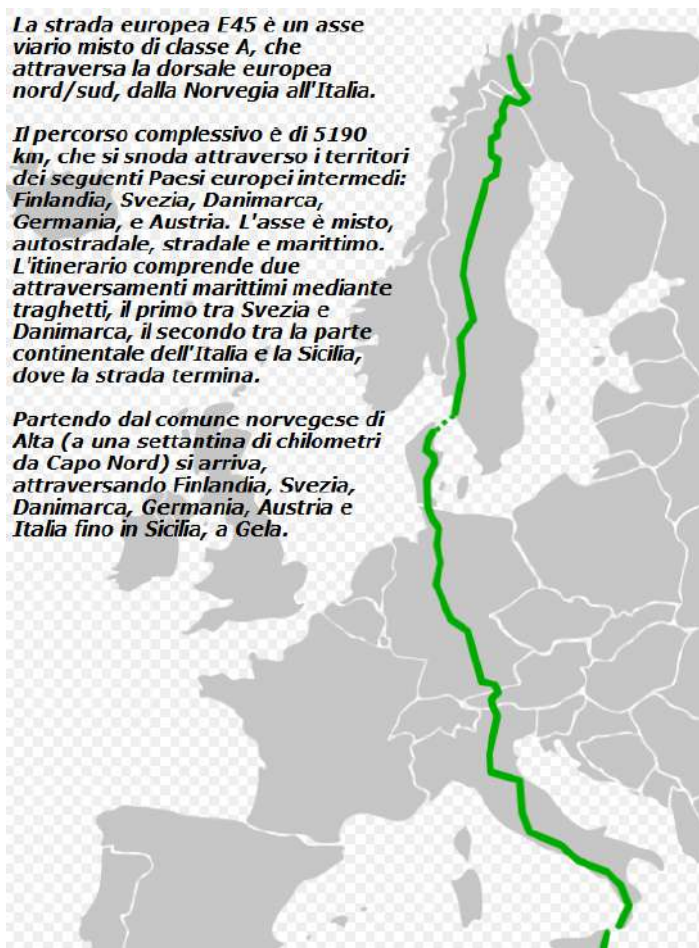 La strada europea E45 è un asse
viario misto di classe A, che
attraversa la dorsale europea
nord/sud, dalla Norvegia all'Italia.
Il percorso complessivo è di 5190
km, che si snoda attraverso i territori
dei seguenti Paesi europei intermedi:
Finlandia, Svezia, Danimarca,
Germania, e Austria. L'asse è misto,
autostradale, stradale e marittimo.
L'itinerario comprende due
attraversamenti marittimi mediante
traghetti, il primo tra Svezia e
Danimarca, il secondo tra la parte
continentale dell'Italia e la Sicilia,
dove la strada termina.
Partendo dal comune norvegese di
Alta (a una settantina di chilometri
da Capo Nord) si arriva,
attraversando Finlandia, Svezia,
Danimarca, Germania, Austria e
Italia fino in Sicilia, a Gela.